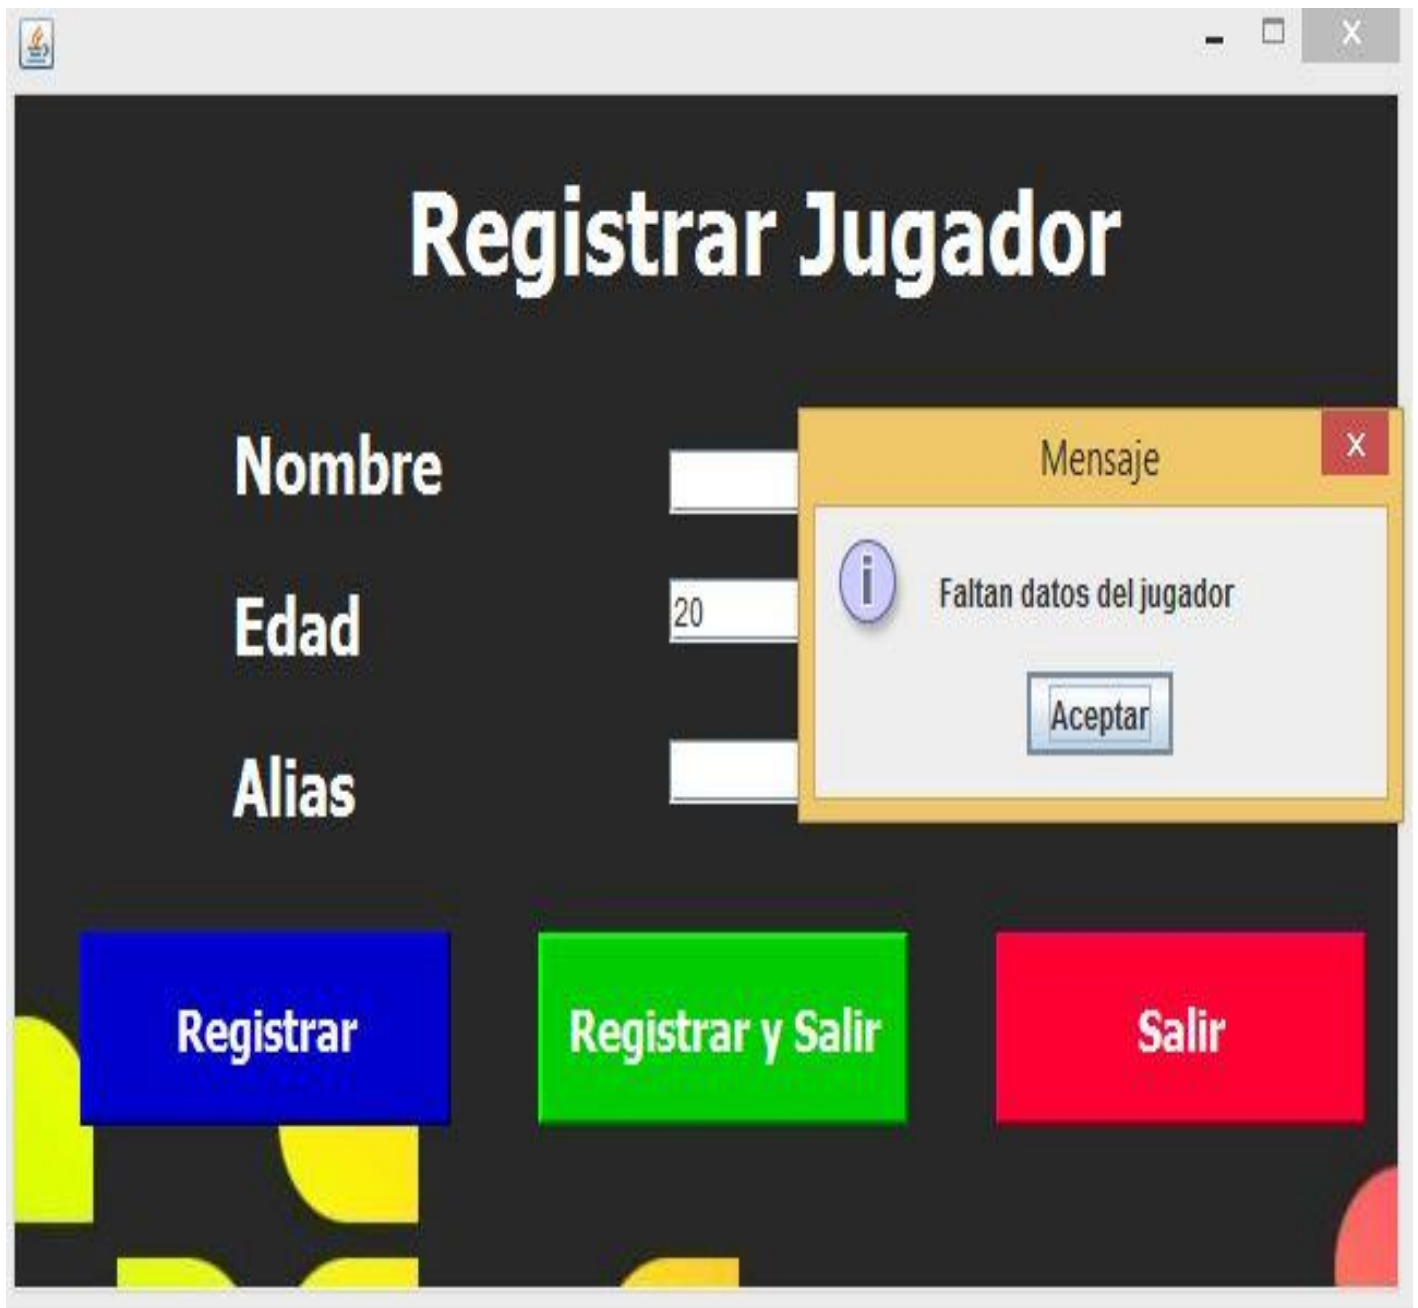 Registrar Jugador
Nombre
Edad
20
Alias
Mensaje
Faltan datos del jugador
Aceptar
Registrar
Registrar y Salir
Salir